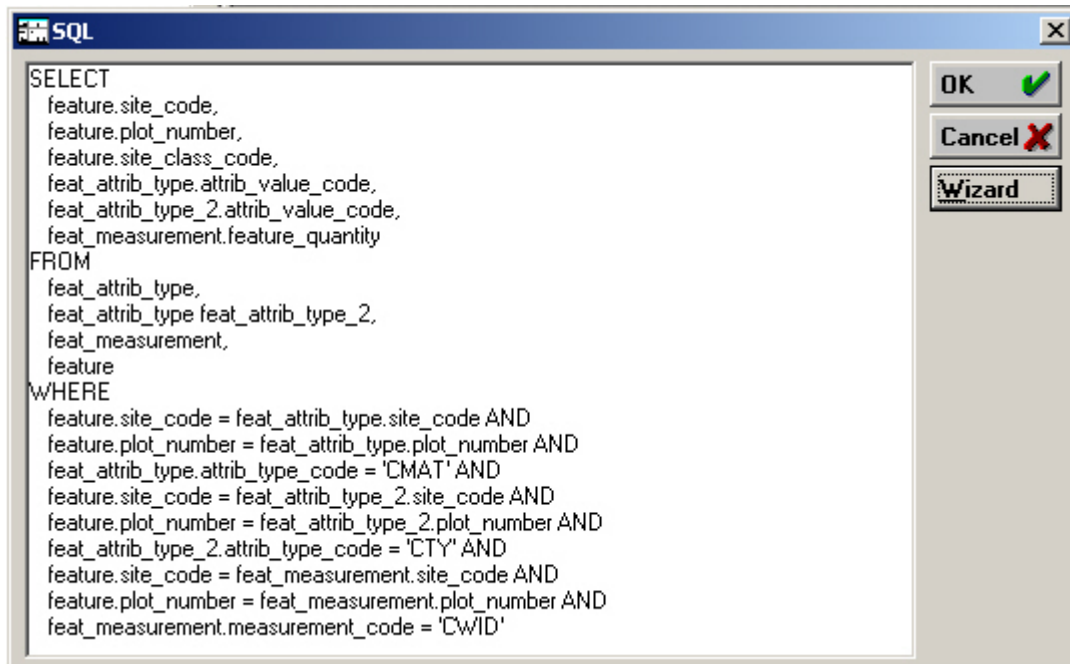 SQL
SELECT
feature.site_code,
feature.plot_number,
feature.site_class_code,
feat_attrib_type.attrib_value_code,
feat_attrib_type_2.attrib_value_code,
feat_measurement.feature_quantity
FROM
feat_attrib_type,
feat_attrib_type feat_attrib_type_2,
feat_measurement,
feature
WHERE
feature.site_code = feat_attrib_type.site_code AND
feature.plot_number = feat_attrib_type.plot_number AND
feat_attrib_type.attrib_type_code = 'CMAT' AND
feature.site_code = feat_attrib_type_2.site_code AND
feature.plot_number = feat_attrib_type_2.plot_number AND
feat_attrib_type_2.attrib_type_code = 'CTY' AND
feature.site_code = feat_measurement.site_code AND
feature.plot_number = feat_measurement.plot_number AND
feat_measurement.measurement_code = 'CWID'
OK
Cancel
Wizard